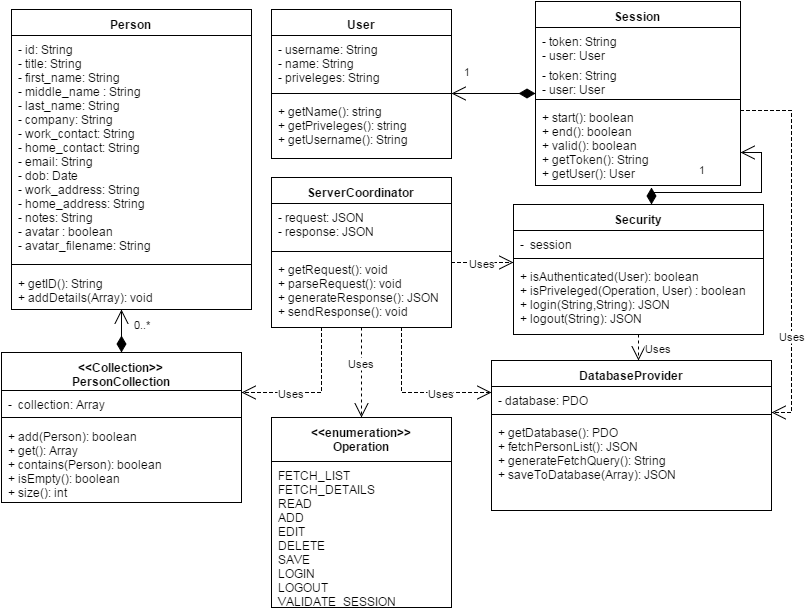 Person
- id: String
- title: String
- first_name: String
- middle_name : String
- last_name: String
- company: String
- work_contact: String
- home_contact: String
- email: String
- dob: Date
- work_address: String
- home_address: String
- notes: String
- avatar : boolean
- avatar_filename: String
+ getID(): String
+ addDetails(Array): void
User
- username: String
- name: String
- priveleges: String
+ getName(): string
+ getPriveleges(): string
+ getUsername(): String
1
Session
- token: String
- user: User
- token: String
- user: User
+ start(): boolean
+ end(): boolean
+ valid(): boolean
+ getToken(): String
+ getUser(): User
1
ServerCoordinator
- request: JSON
- response: JSON
+ getRequest(): void
+ parseRequest(): void
+ generateResponse(): JSON
+ sendResponse(): void
Uses
Security
- session
+ isAuthenticated(User): boolean
+ isPriveleged(Operation, User) : boolean
+ login(String,String): JSON
+ logout(String): JSON
Uses
Uses
0..*
<<Collection>>
PersonCollection
- collection: Array
+ add(Person): boolean
+ get(): Array
+ contains(Person): boolean
+ isEmpty(): boolean
+ size(): int
Uses
Uses
Uses
<<enumeration>>
Operation
FETCH_LIST
FETCH_DETAILS
READ
ADD
EDIT
DELETE
SAVE
LOGIN
LOGOUT
VALIDATE_SESSION
DatabaseProvider
- database: PDO
+ getDatabase(): PDO
+ fetchPersonList(): JSON
+ generateFetchQuery(): String
+ saveToDatabase(Array): JSON